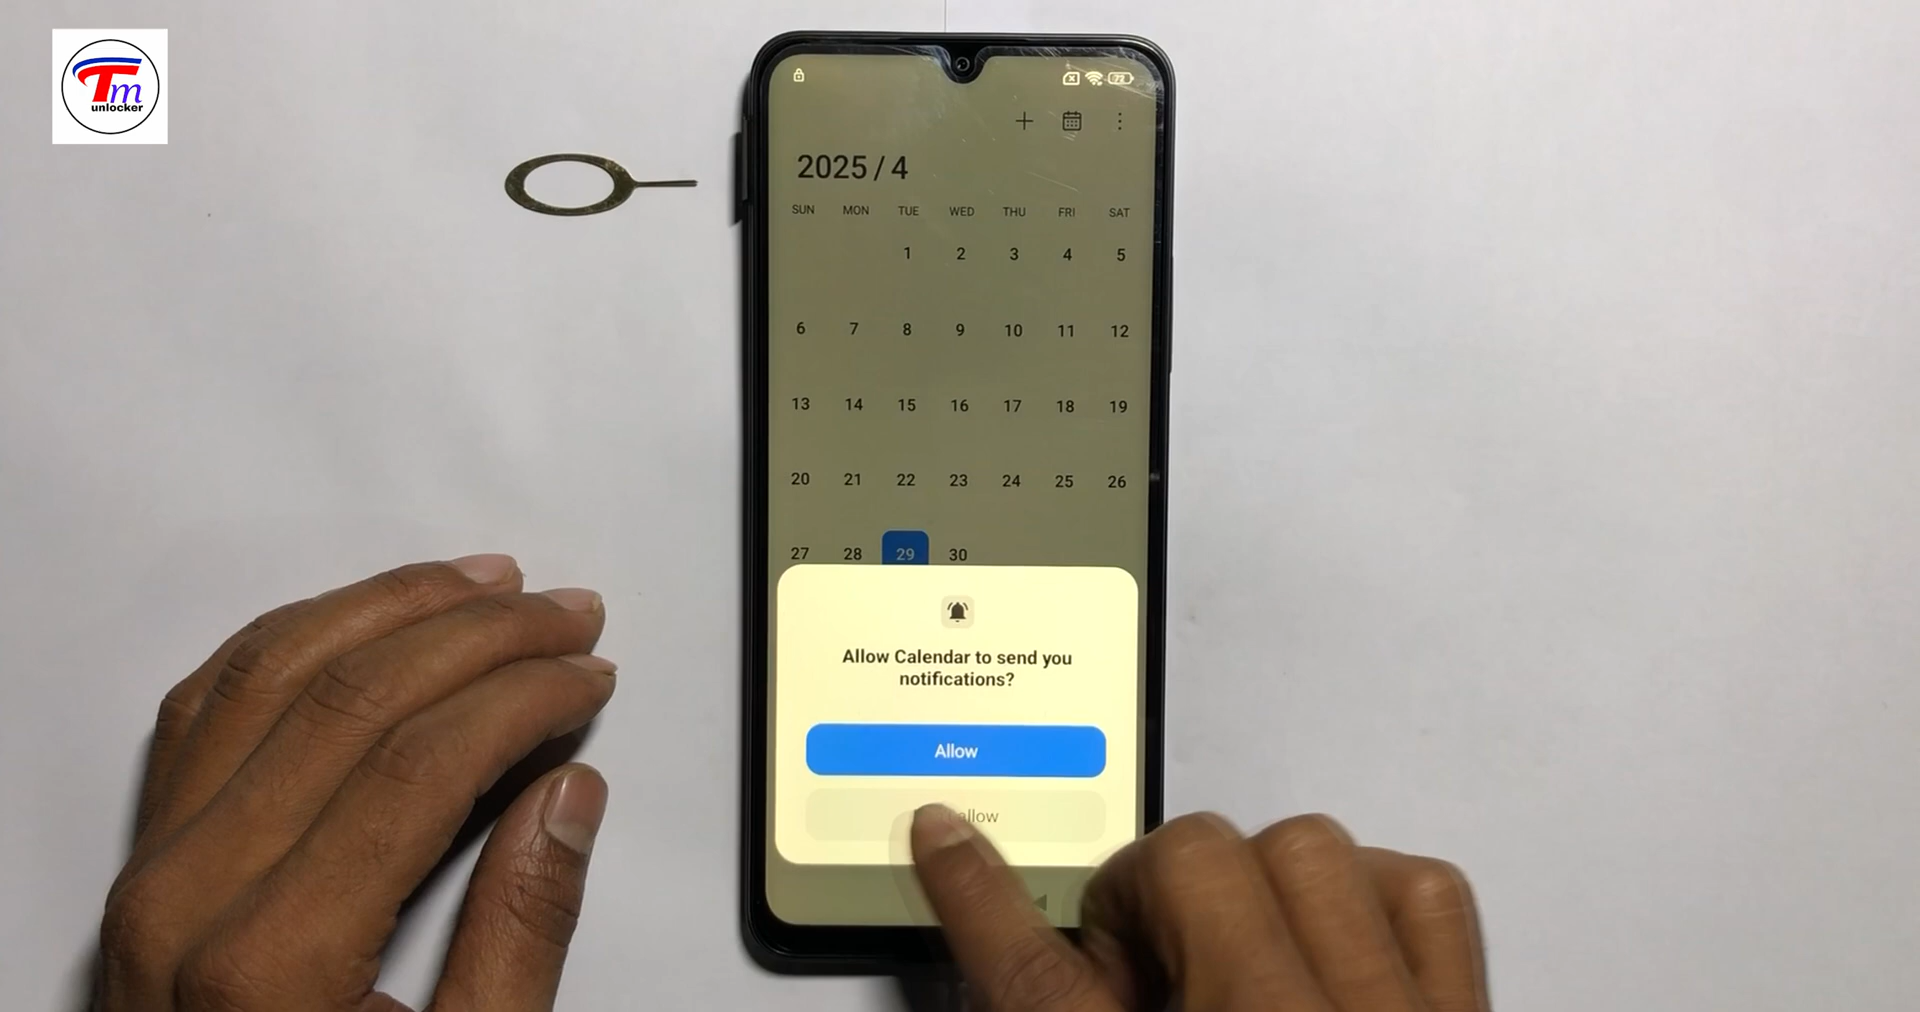 Tm
unlocker
72
2025 / 4
SUN MON TUE WED THU FRI SAT
1 2 3 4 5
6 7 8 9 10 11 12
13 14 15 16 17 18 19
20 21 22 23 24 25 26
27 28 29 30
Allow Calendar to send you
notifications?
Allow
allow